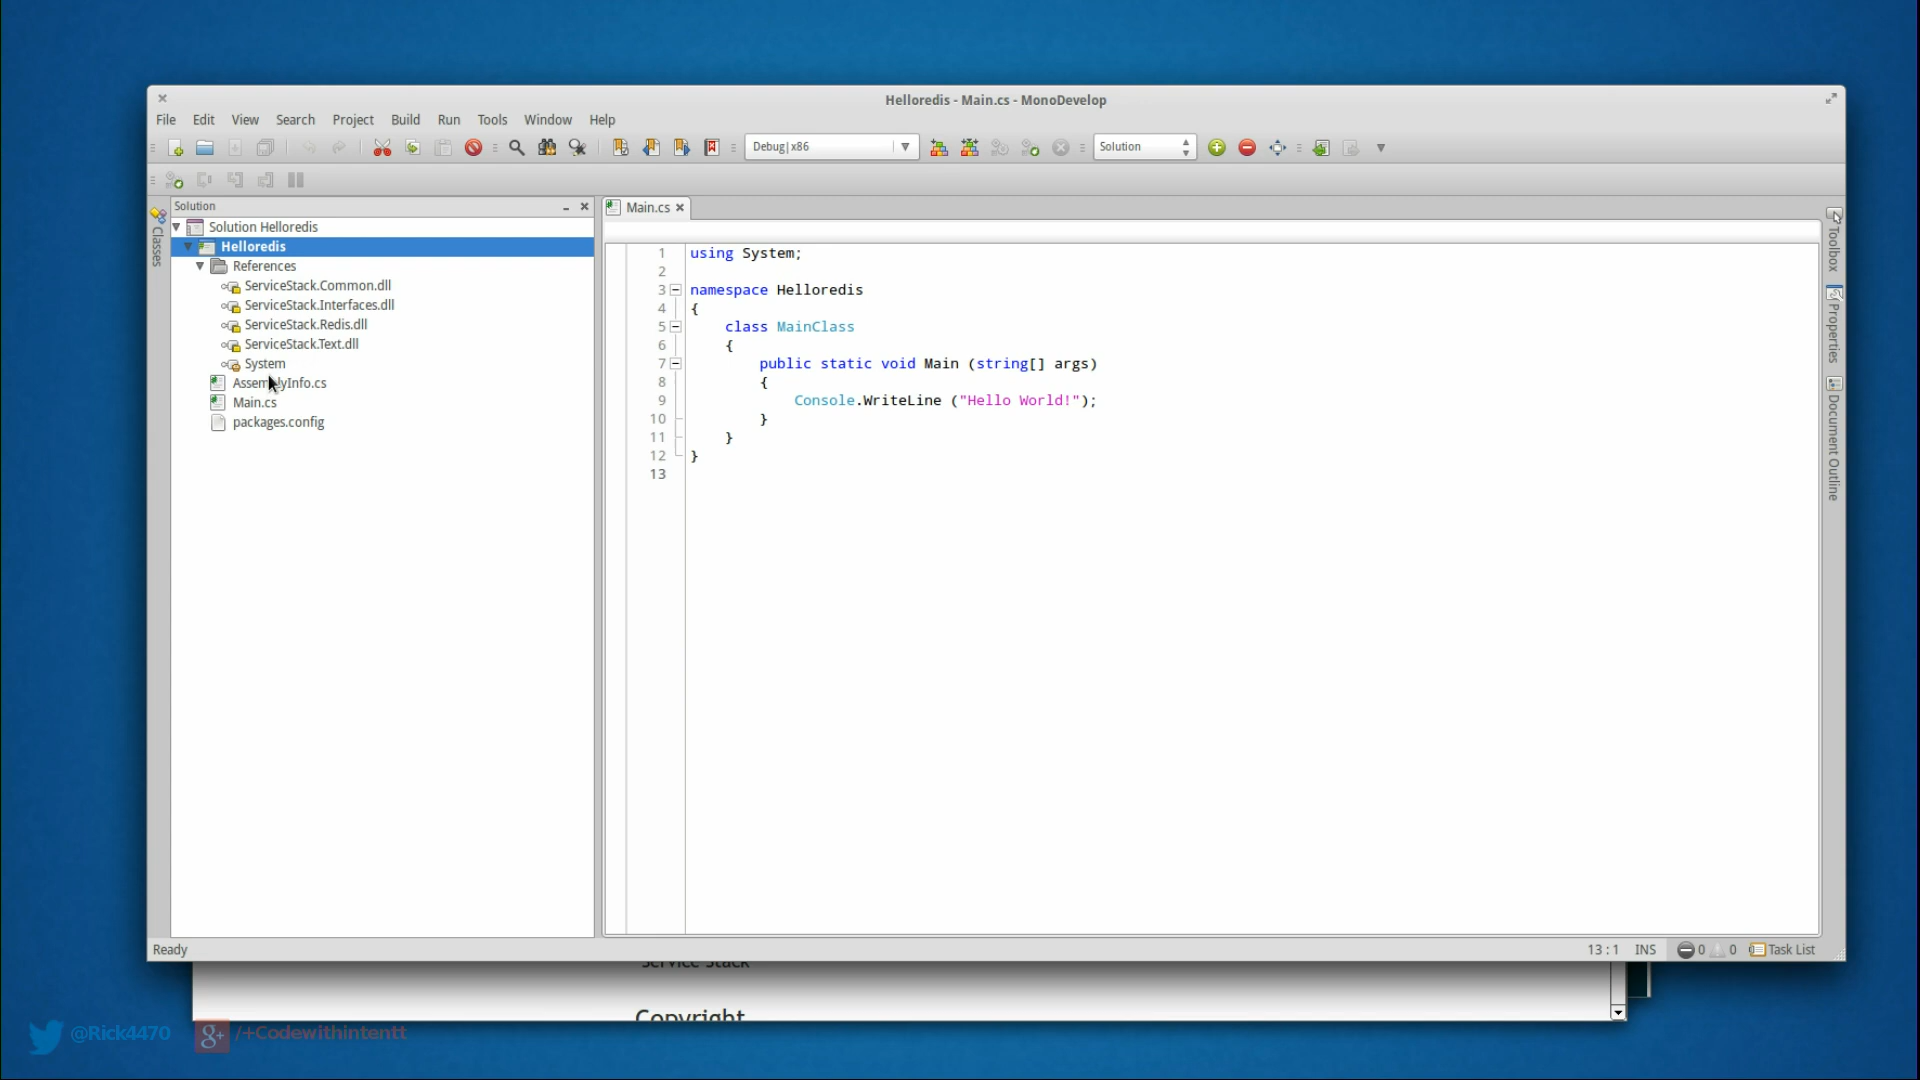 Helloredis - Main.cs - MonoDevelop
File Edit View Search Project Build Run Tools Window Help
Debug|x86
Solution
Solution
Classes
Solution Helloredis
Helloredis
References
ServiceStack.Common.dll
ServiceStack.Interfaces.dll
ServiceStack.Redis.dll
ServiceStack.Text.dll
System
AssemblyInfo.cs
Main.cs
packages.config
Main.cs
1 using System;
2
3 namespace Helloredis
4 {
5 class MainClass
6 {
7 public static void Main (string[] args)
8 {
9 Console.WriteLine ("Hello World!");
10 }
11 }
12 }
13
Toolbox
Properties
Document Outline
Ready
13 : 1 INS 0 0 Task List
Service Stack
Copyright
@Rick4470 g+ /+Codewithintentt